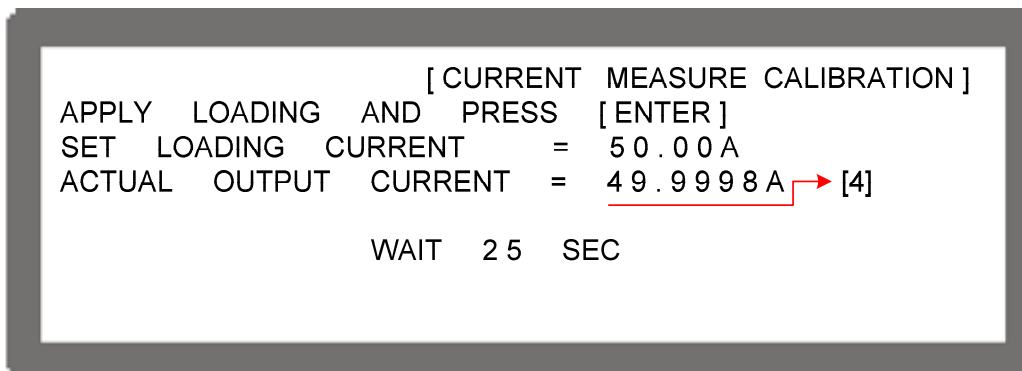 [ CURRENT MEASURE CALIBRATION ]
APPLY LOADING AND PRESS [ ENTER ]
SET LOADING CURRENT = 50.00A
ACTUAL OUTPUT CURRENT = 49.9998A [4]
WAIT 25 SEC